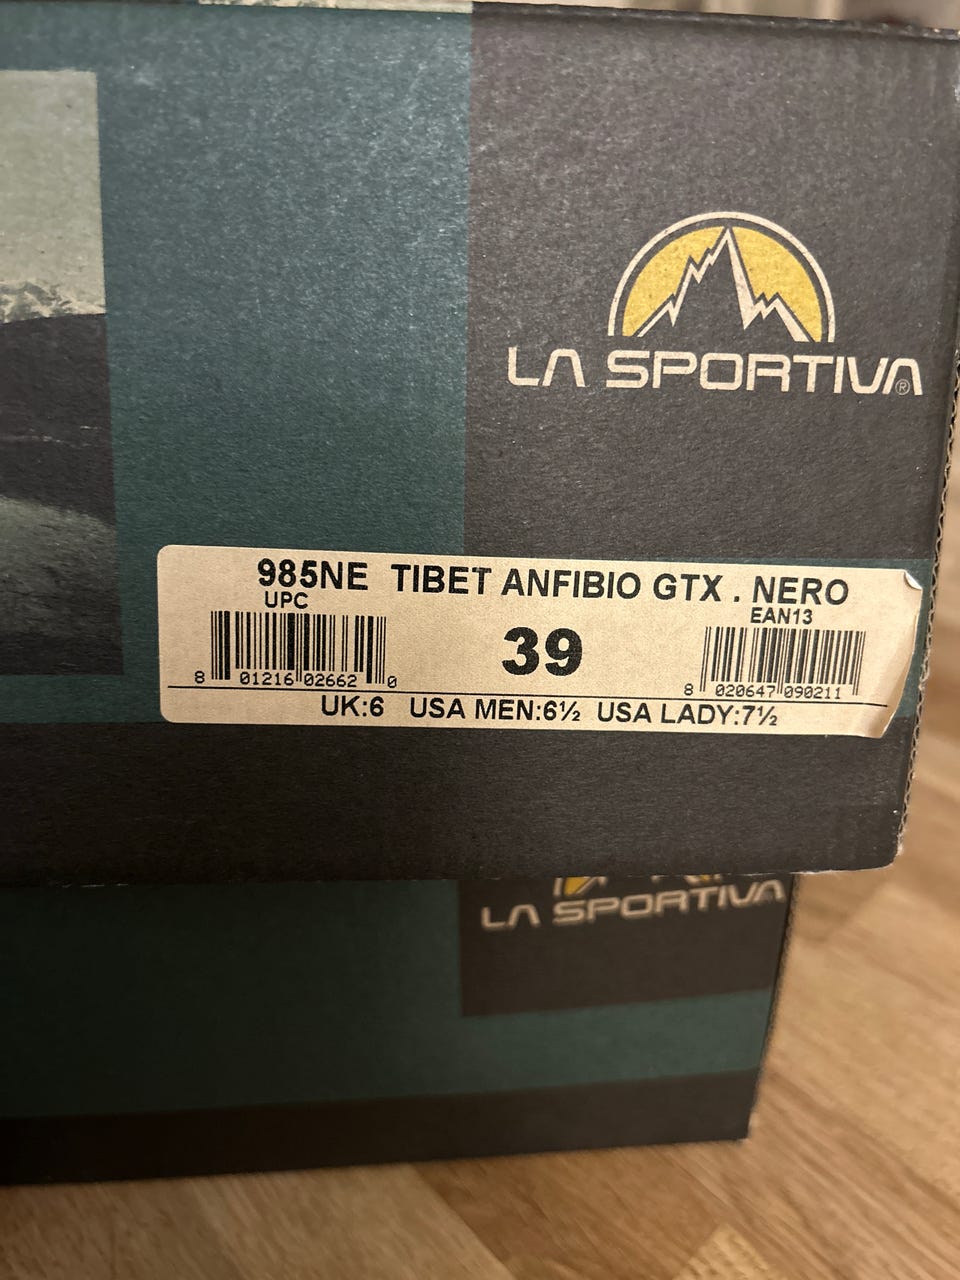 LA SPORTIVA®
985NE TIBET ANFIBIO GTX . NERO
UPC EAN13
39
8 01216 02662 0
8 020647 090211
UK:6 USA MEN:6½ USA LADY:7½
LA SPORTIVA